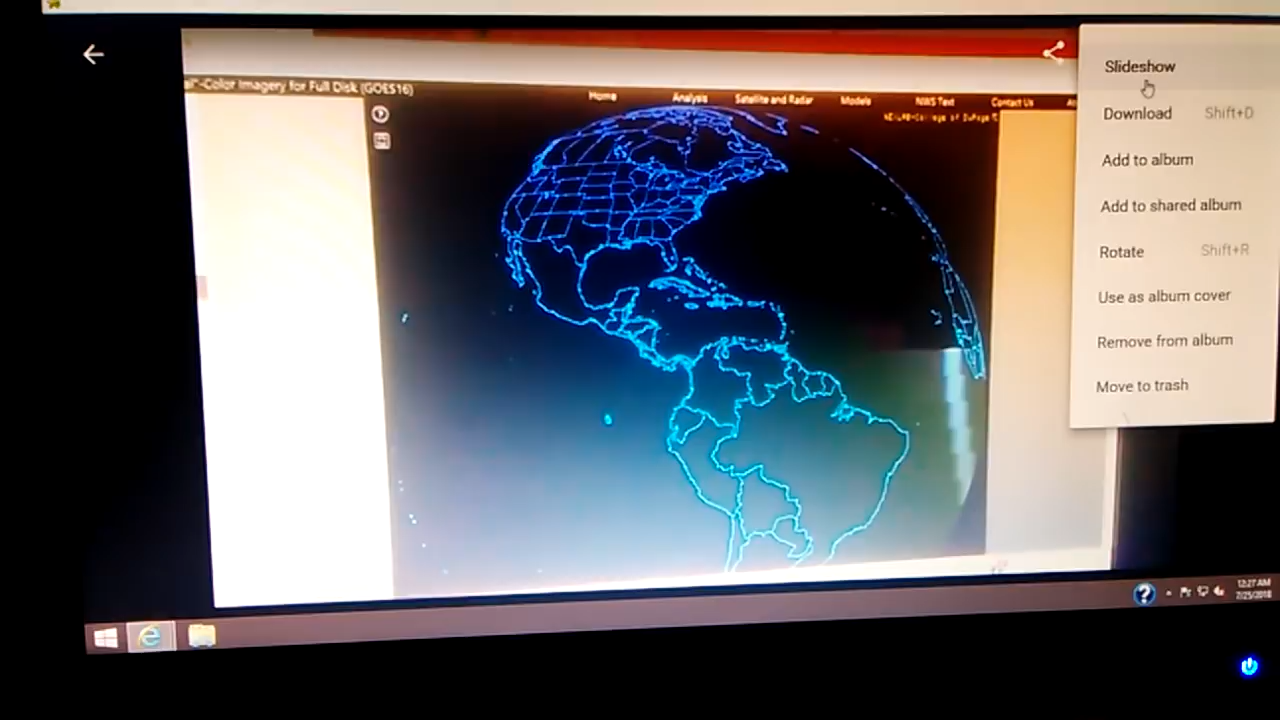 al"-Color Imagery for Full Disk (GOES16)
Home Analysis Satellite and Radar Models NWS Text Contact Us
Slideshow
Download Shift+D
Add to album
Add to shared album
Rotate Shift+R
Use as album cover
Remove from album
Move to trash
12:27 AM
7/25/2018